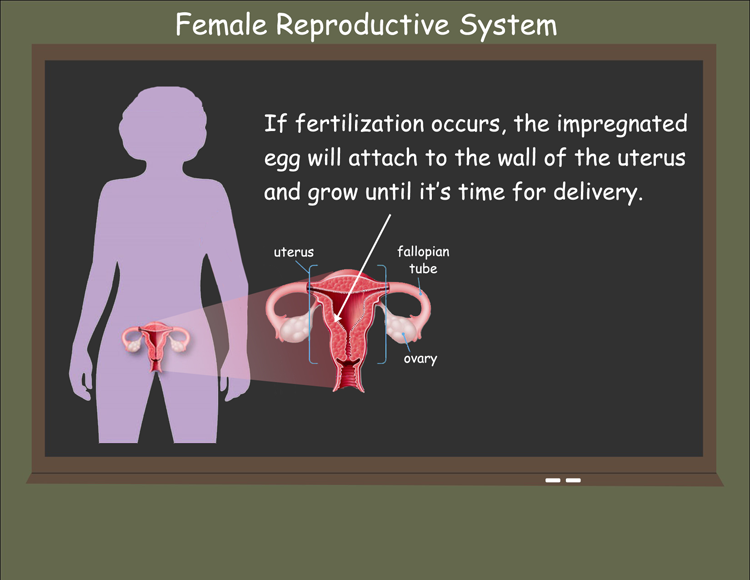 Female Reproductive System
If fertilization occurs, the impregnated
egg will attach to the wall of the uterus
and grow until it's time for delivery.
uterus
fallopian
tube
ovary